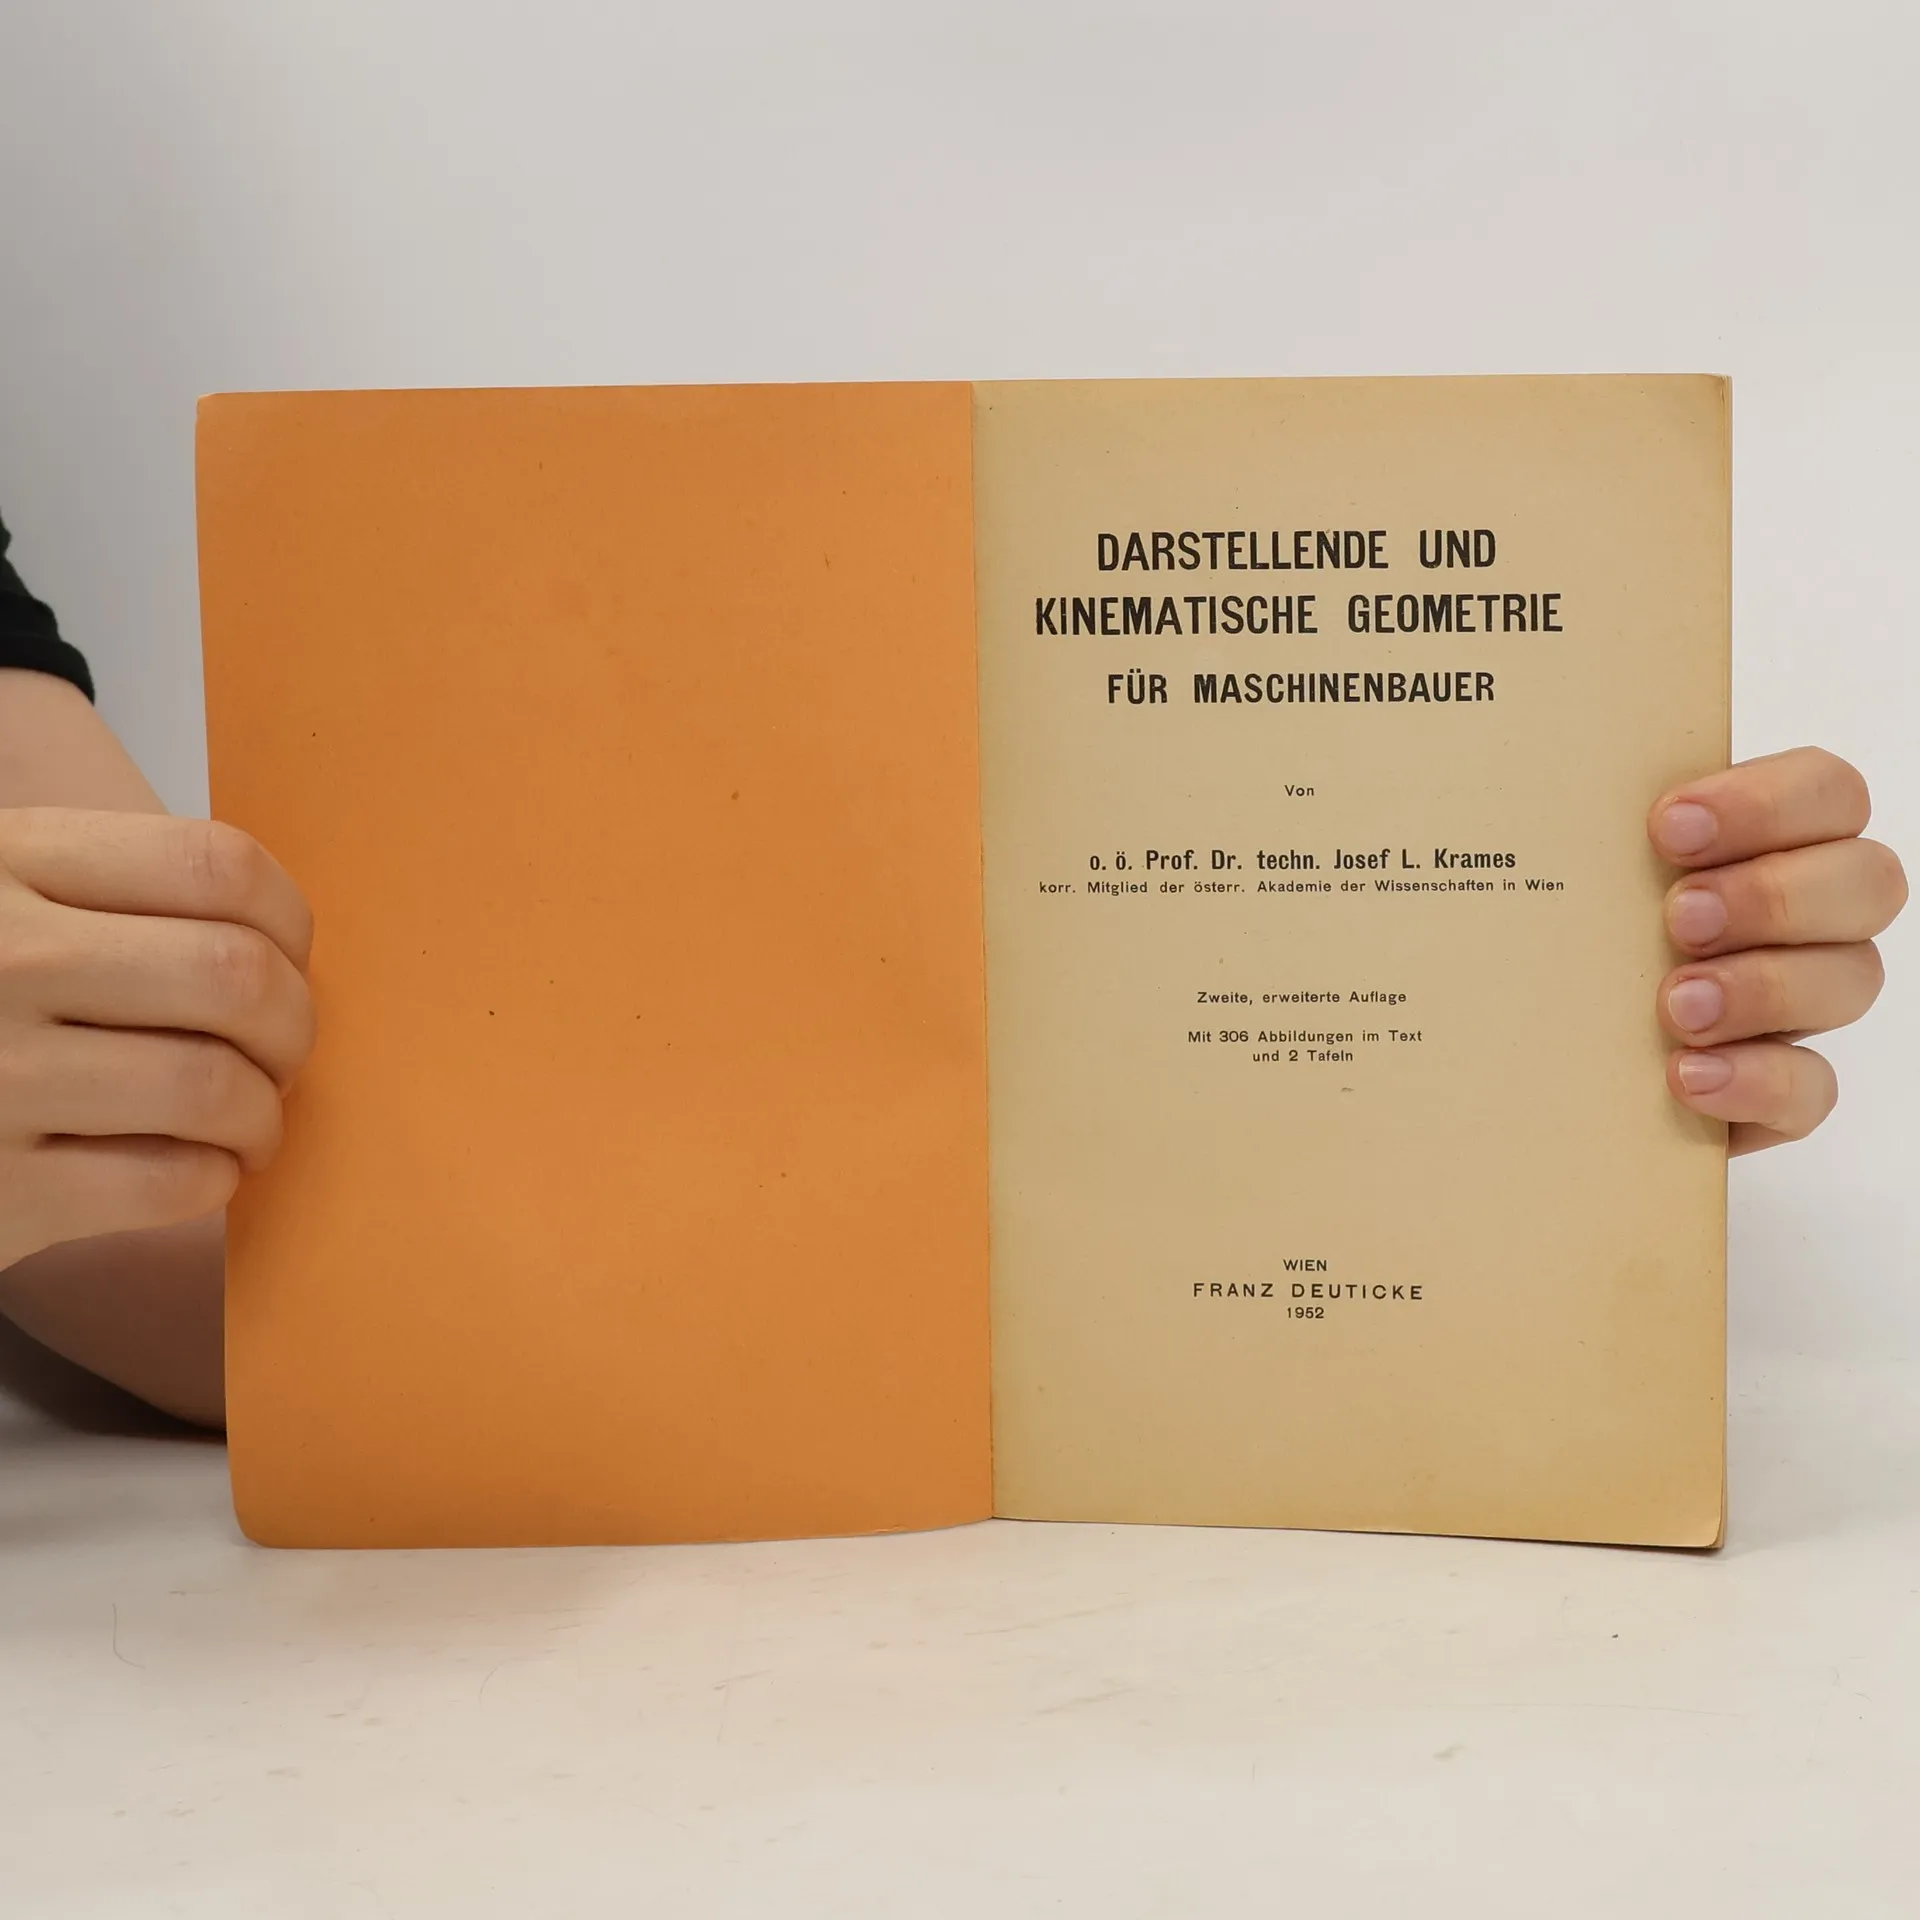 DARSTELLENDE UND
KINEMATISCHE GEOMETRIE
FÜR MASCHINENBAUER
Von
o. ö. Prof. Dr. techn. Josef L. Krames
korr. Mitglied der österr. Akademie der Wissenschaften in Wien
Zweite, erweiterte Auflage
Mit 306 Abbildungen im Text
und 2 Tafeln
WIEN
FRANZ DEUTICKE
1952